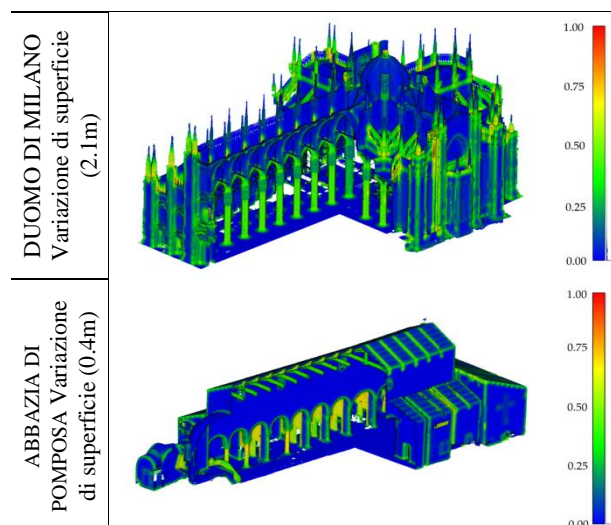 DUOMO DI MILANO
Variazione di superficie
(2.1m)
1.00
0.75
0.50
0.25
0.00
ABBAZIA DI
POMPOSA Variazione
di superficie (0.4m)
1.00
0.75
0.50
0.25
0.00